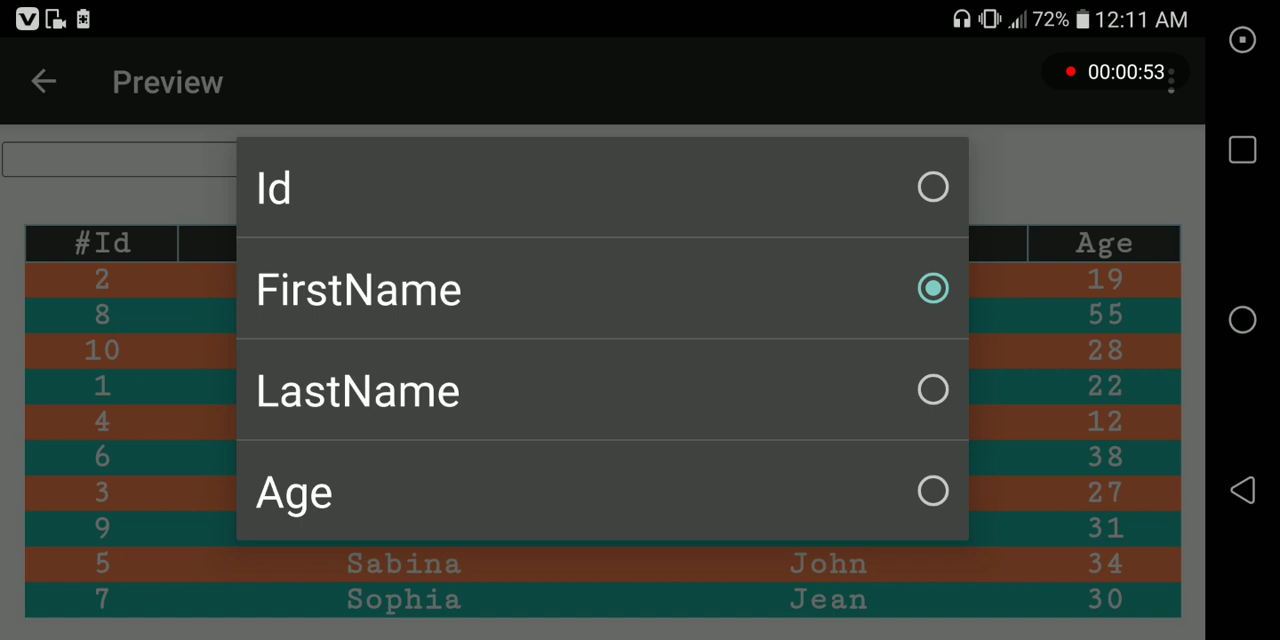 72% 12:11 AM
Preview
00:00:53
Id
FirstName
LastName
Age
#Id Age
2 19
8 55
10 28
1 22
4 12
6 38
3 27
9 31
5 Sabina John 34
7 Sophia Jean 30